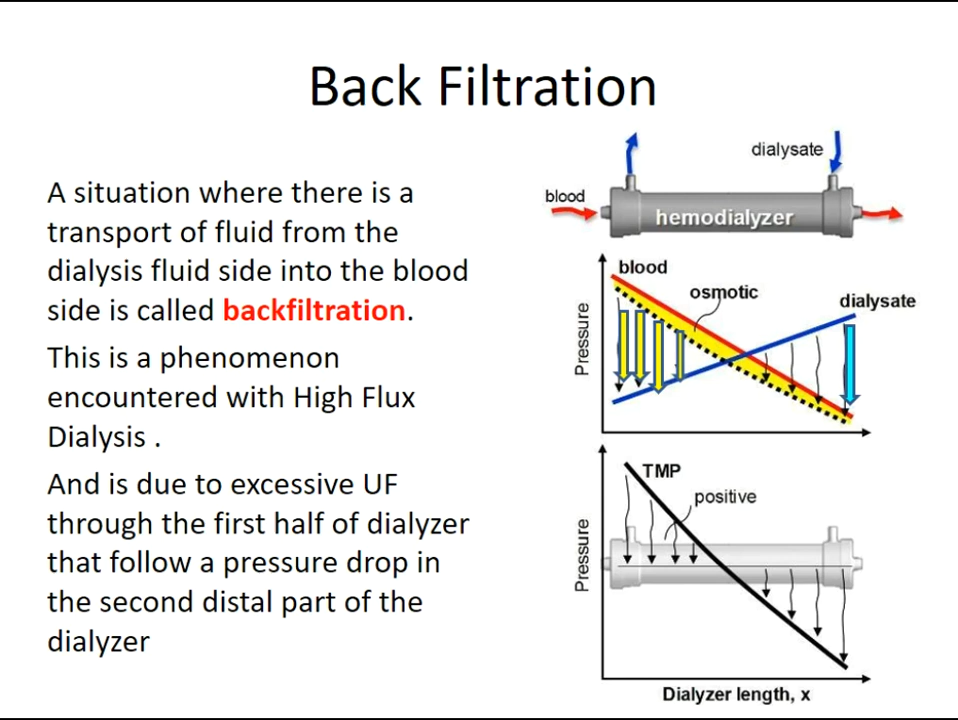 Back Filtration
A situation where there is a
transport of fluid from the
dialysis fluid side into the blood
side is called backfiltration.
This is a phenomenon
encountered with High Flux
Dialysis .
And is due to excessive UF
through the first half of dialyzer
that follow a pressure drop in
the second distal part of the
dialyzer
dialysate
blood
hemodialyzer
blood
osmotic
dialysate
Pressure
TMP
positive
Pressure
Dialyzer length, x